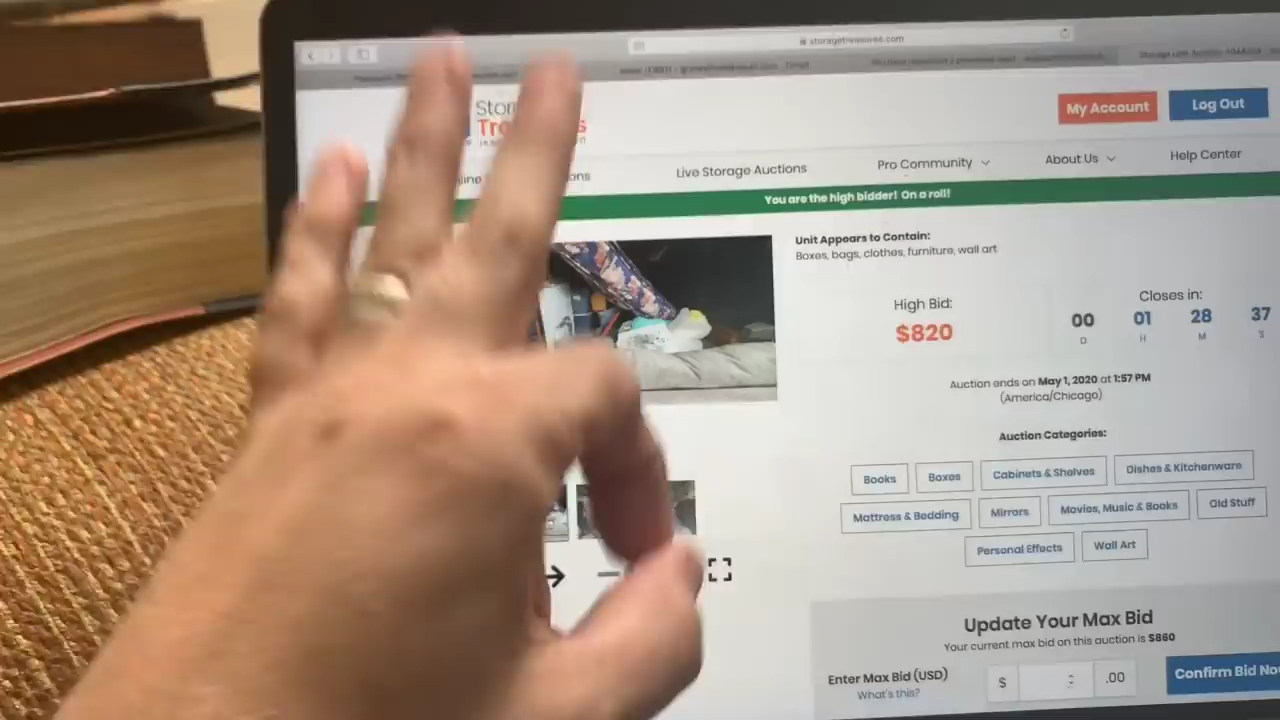 storagetreasures.com
My Account
Log Out
Live Storage Auctions
Pro Community
About Us
Help Center
You are the high bidder! On a roll!
Unit Appears to Contain:
Boxes, bags, clothes, furniture, wall art
High Bid:
$820
Closes in:
00 01 28 37
D H M S
Auction ends on May 1, 2020 at 1:57 PM
(America/Chicago)
Auction Categories:
Books
Boxes
Cabinets & Shelves
Dishes & Kitchenware
Mattress & Bedding
Mirrors
Movies, Music & Books
Old Stuff
Personal Effects
Wall Art
Update Your Max Bid
Your current max bid on this auction is $860
Enter Max Bid (USD)
What's this?
$
.00
Confirm Bid No